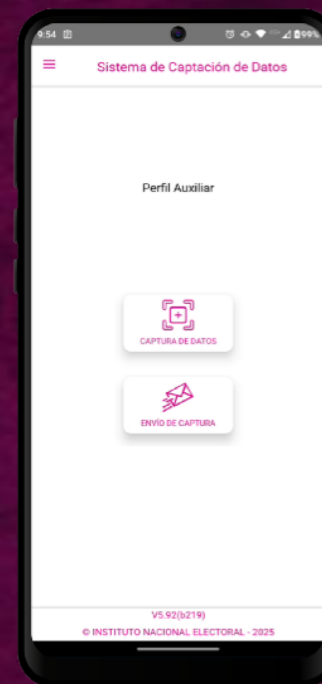 9:54
99%
Sistema de Captación de Datos
Perfil Auxiliar
CAPTURA DE DATOS
ENVÍO DE CAPTURA
V5.92(b219)
© INSTITUTO NACIONAL ELECTORAL - 2025